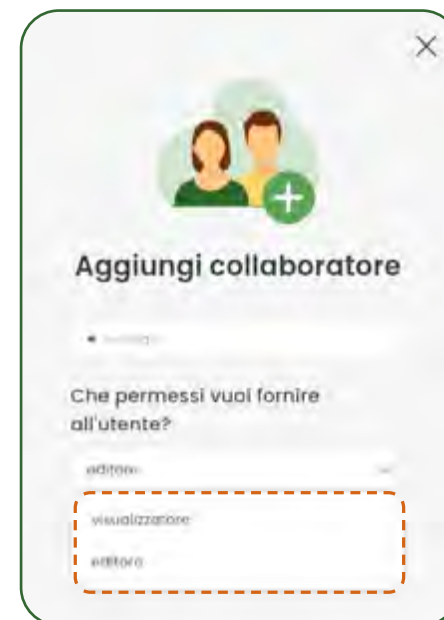 Aggiungi collaboratore
Che permessi vuoi fornire
all'utente?
editore
visualizzatore
editore